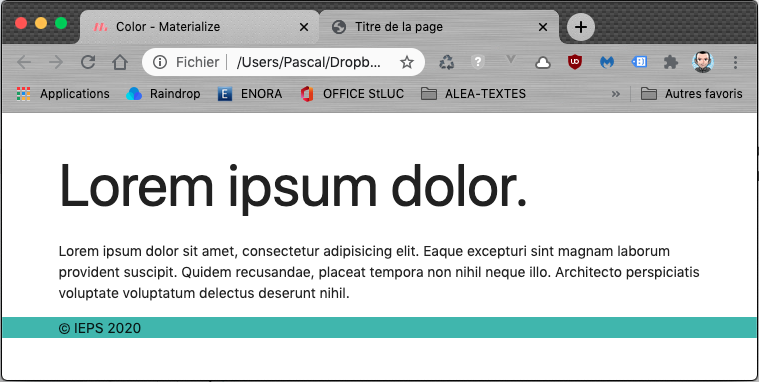 Color - Materialize
Titre de la page
Fichier
/Users/Pascal/Dropb...
Applications
Raindrop
ENORA
OFFICE StLUC
ALEA-TEXTES
»
Autres favoris
Lorem ipsum dolor.
Lorem ipsum dolor sit amet, consectetur adipisicing elit. Eaque excepturi sint magnam laborum
provident suscipit. Quidem recusandae, placeat tempora non nihil neque illo. Architecto perspiciatis
voluptate voluptatum delectus deserunt nihil.
© IEPS 2020